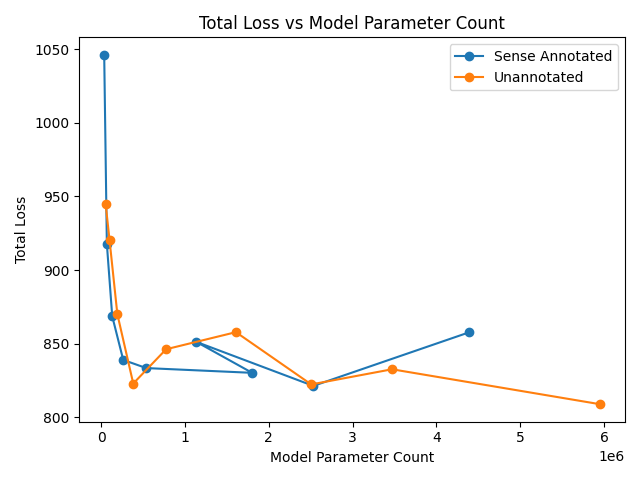 Total Loss vs Model Parameter Count
Sense Annotated
Unannotated
Total Loss
1050
1000
950
900
850
800
0 1 2 3 4 5 6
1e6
Model Parameter Count